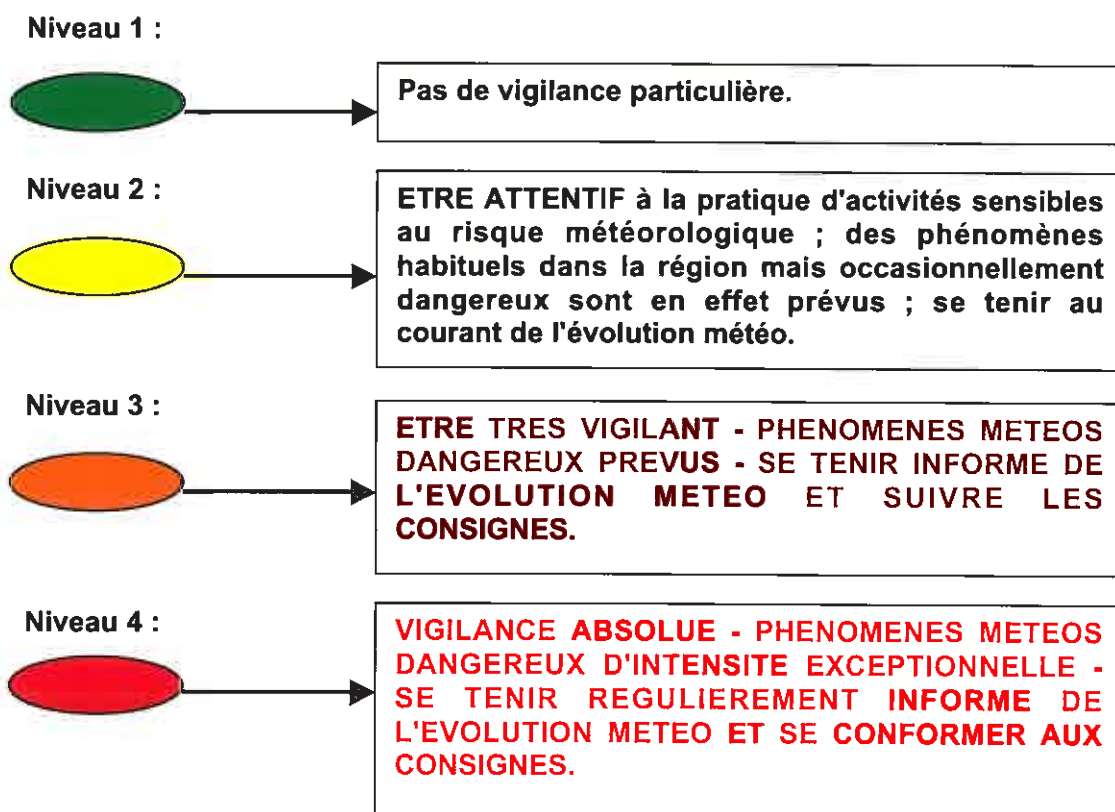 Niveau 1 :
Pas de vigilance particulière.
Niveau 2 :
ETRE ATTENTIF à la pratique d'activités sensibles
au risque météorologique ; des phénomènes
habituels dans la région mais occasionnellement
dangereux sont en effet prévus ; se tenir au
courant de l'évolution météo.
Niveau 3 :
ETRE TRES VIGILANT - PHENOMENES METEOS
DANGEREUX PREVUS - SE TENIR INFORME DE
L'EVOLUTION METEO ET SUIVRE LES
CONSIGNES.
Niveau 4 :
VIGILANCE ABSOLUE - PHENOMENES METEOS
DANGEREUX D'INTENSITE EXCEPTIONNELLE -
SE TENIR REGULIEREMENT INFORME DE
L'EVOLUTION METEO ET SE CONFORMER AUX
CONSIGNES.